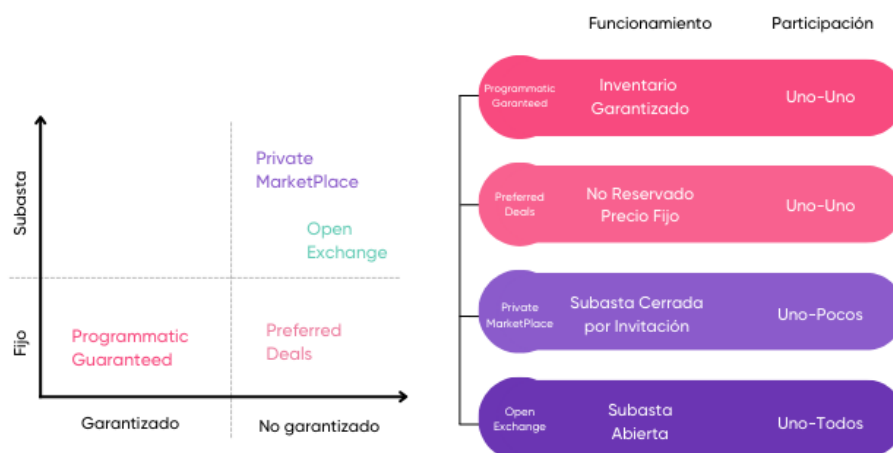 Subasta
Fijo
Private
MarketPlace
Open
Exchange
Programmatic
Guaranteed
Preferred
Deals
Garantizado
No garantizado
Funcionamiento
Participación
Programmatic
Garanteed
Inventario
Garantizado
Uno-Uno
Preferred
Deals
No Reservado
Precio Fijo
Uno-Uno
Private
MarketPlace
Subasta Cerrada
por Invitación
Uno-Pocos
Open
Exchange
Subasta
Abierta
Uno-Todos